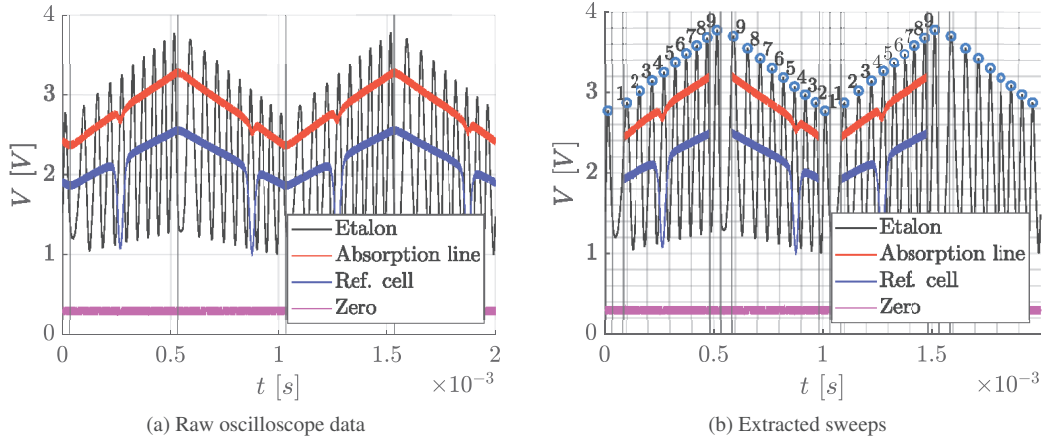 4
3
2
1
0
V [V]
0
0.5
1
1.5
2
t [s]
×10⁻³
Etalon
Absorption line
Ref. cell
Zero
(a) Raw oscilloscope data
4
3
2
1
0
V [V]
1 2 3 4 5 6 7 8 9
9 8 7 6 5 4 3 2 1
1 2 3 4 5 6 7 8 9
0
0.5
1
1.5
t [s]
×10⁻³
Etalon
Absorption line
Ref. cell
Zero
(b) Extracted sweeps